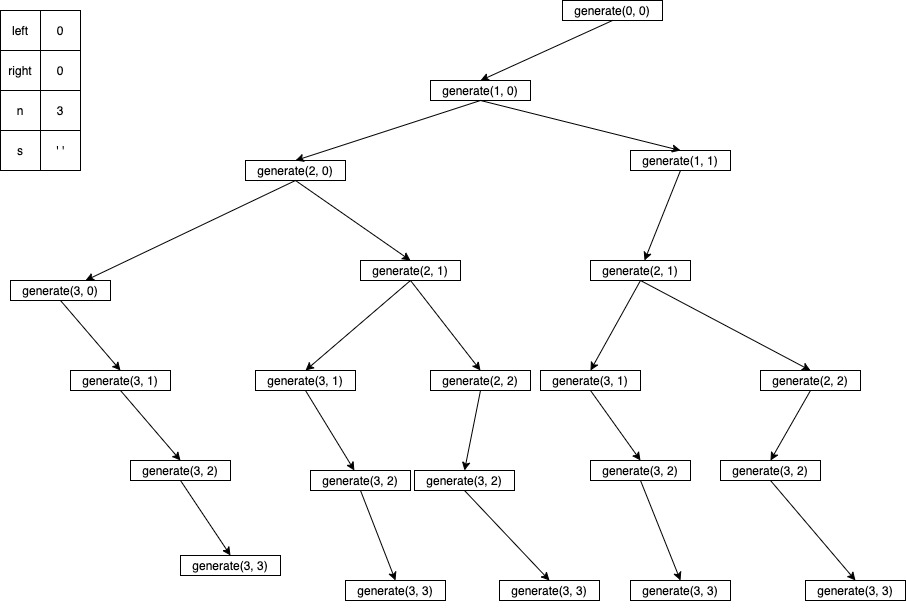 left 0
right 0
n 3
s ' '
generate(0, 0)
generate(1, 0)
generate(2, 0)
generate(1, 1)
generate(3, 0)
generate(2, 1)
generate(2, 1)
generate(3, 1)
generate(3, 1)
generate(2, 2)
generate(3, 1)
generate(2, 2)
generate(3, 2)
generate(3, 2)
generate(3, 2)
generate(3, 2)
generate(3, 2)
generate(3, 3)
generate(3, 3)
generate(3, 3)
generate(3, 3)
generate(3, 3)